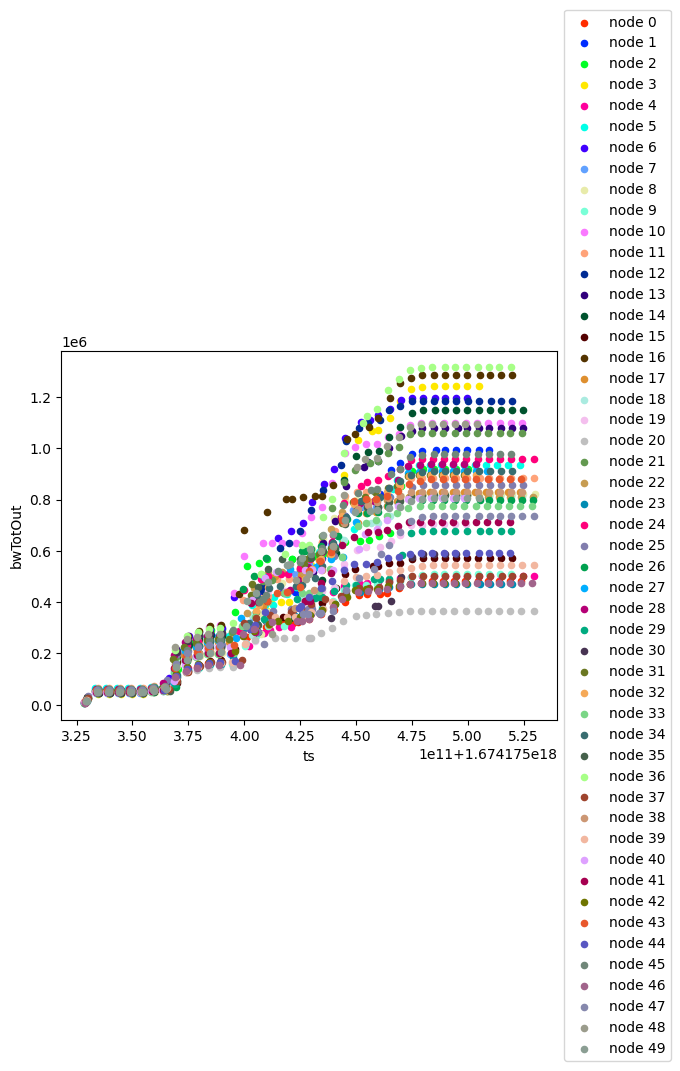 1e6
1.2
1.0
0.8
0.6
0.4
0.2
0.0
bwTotOut
3.25 3.50 3.75 4.00 4.25 4.50 4.75 5.00 5.25
ts
1e11+1.674175e18
node 0
node 1
node 2
node 3
node 4
node 5
node 6
node 7
node 8
node 9
node 10
node 11
node 12
node 13
node 14
node 15
node 16
node 17
node 18
node 19
node 20
node 21
node 22
node 23
node 24
node 25
node 26
node 27
node 28
node 29
node 30
node 31
node 32
node 33
node 34
node 35
node 36
node 37
node 38
node 39
node 40
node 41
node 42
node 43
node 44
node 45
node 46
node 47
node 48
node 49